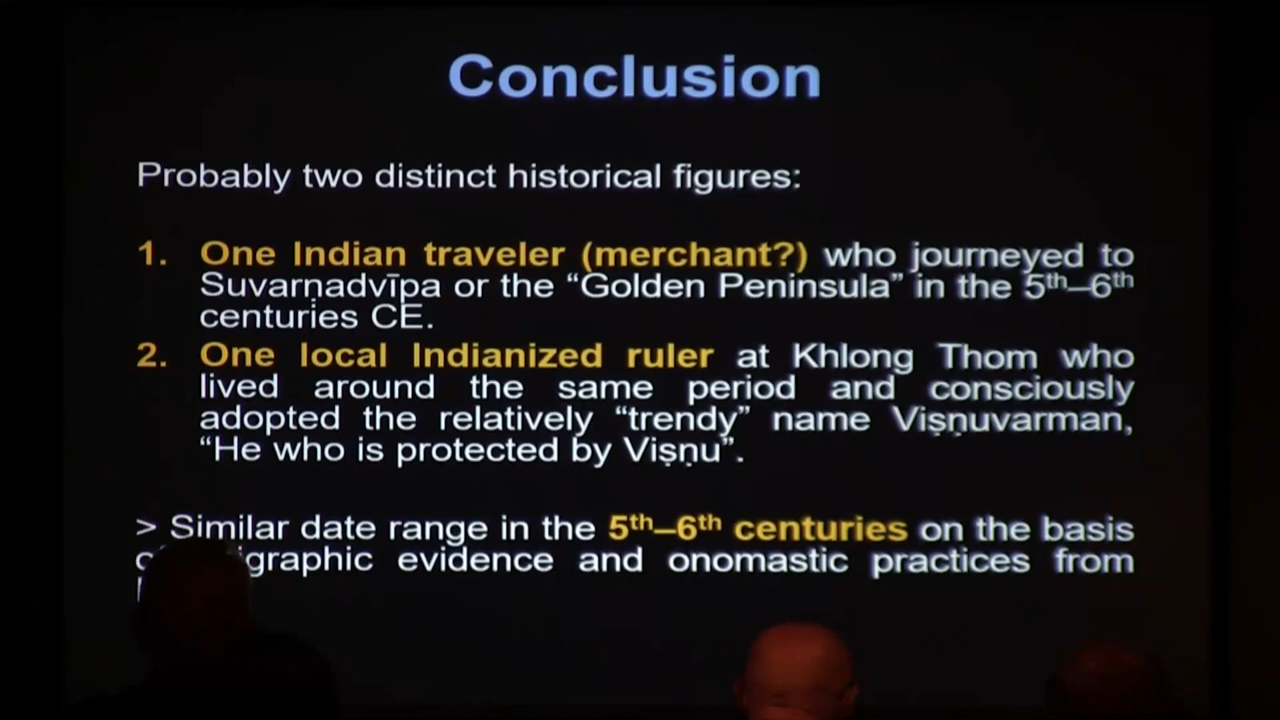 Conclusion
Probably two distinct historical figures:
1. One Indian traveler (merchant?) who journeyed to
Suvarṇadvīpa or the “Golden Peninsula” in the 5th–6th
centuries CE.
2. One local Indianized ruler at Khlong Thom who
lived around the same period and consciously
adopted the relatively “trendy” name Viṣṇuvarman,
“He who is protected by Viṣṇu”.
> Similar date range in the 5th–6th centuries on the basis
evidence and onomastic practices from